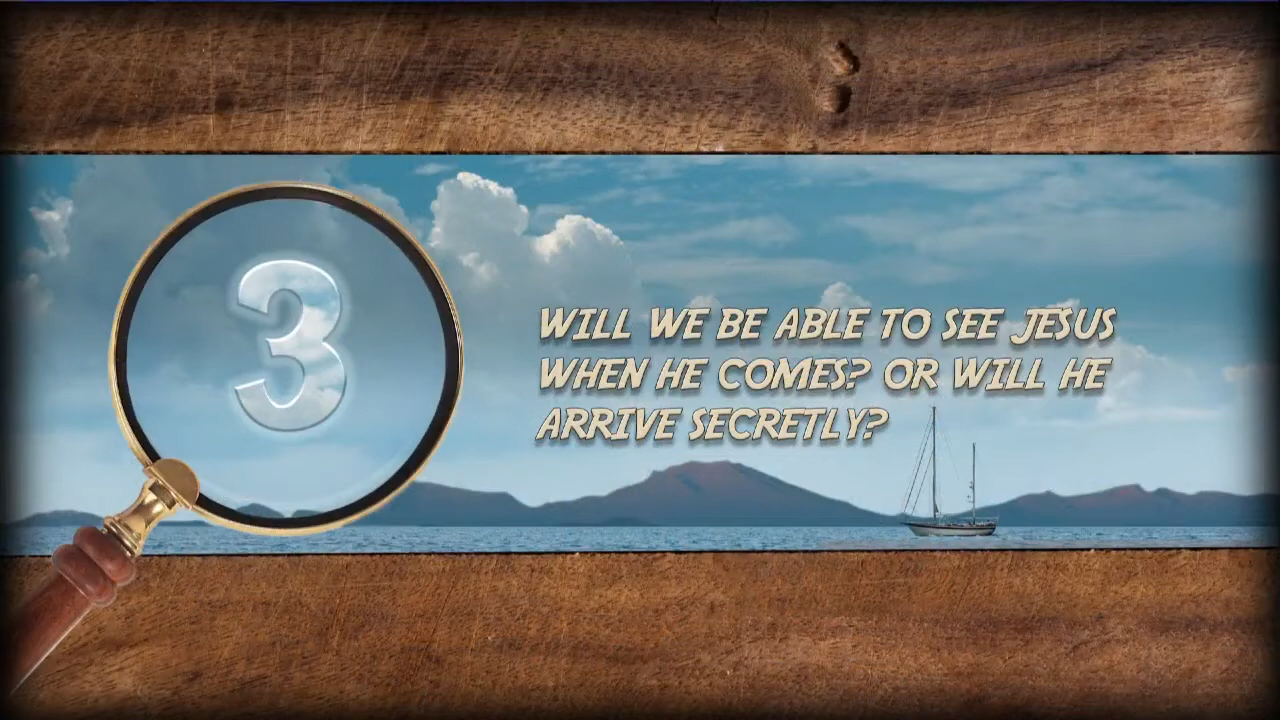 3
WILL WE BE ABLE TO SEE JESUS
WHEN HE COMES? OR WILL HE
ARRIVE SECRETLY?